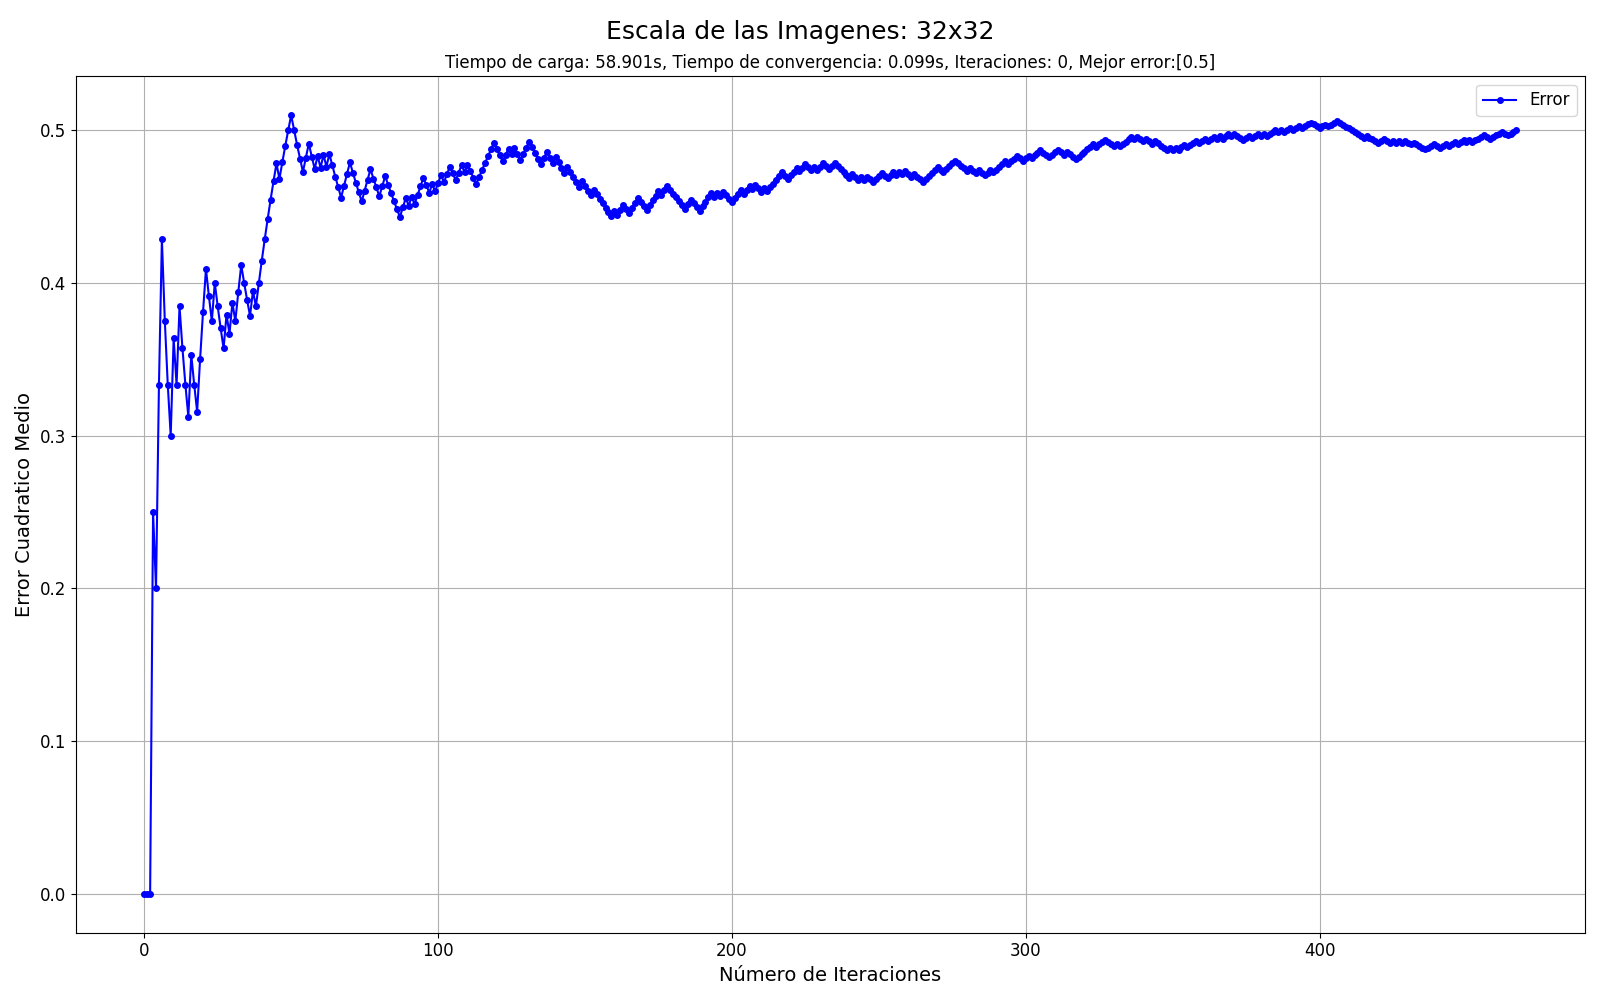 Escala de las Imagenes: 32x32
Tiempo de carga: 58.901s, Tiempo de convergencia: 0.099s, Iteraciones: 0, Mejor error:[0.5]
Error
0.5
0.4
0.3
0.2
0.1
0.0
Error Cuadratico Medio
0 100 200 300 400
Número de Iteraciones